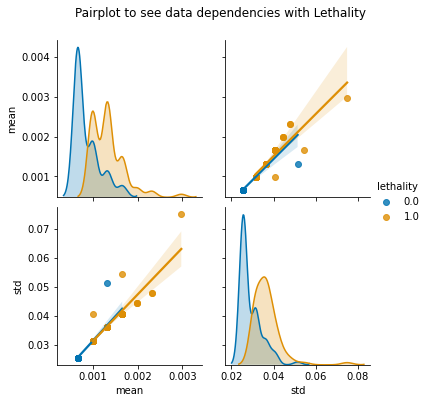 Pairplot to see data dependencies with Lethality
0.004
0.003
0.002
0.001
mean
lethality
0.0
1.0
0.07
0.06
0.05
0.04
0.03
std
0.001 0.002 0.003
mean
0.02 0.04 0.06 0.08
std